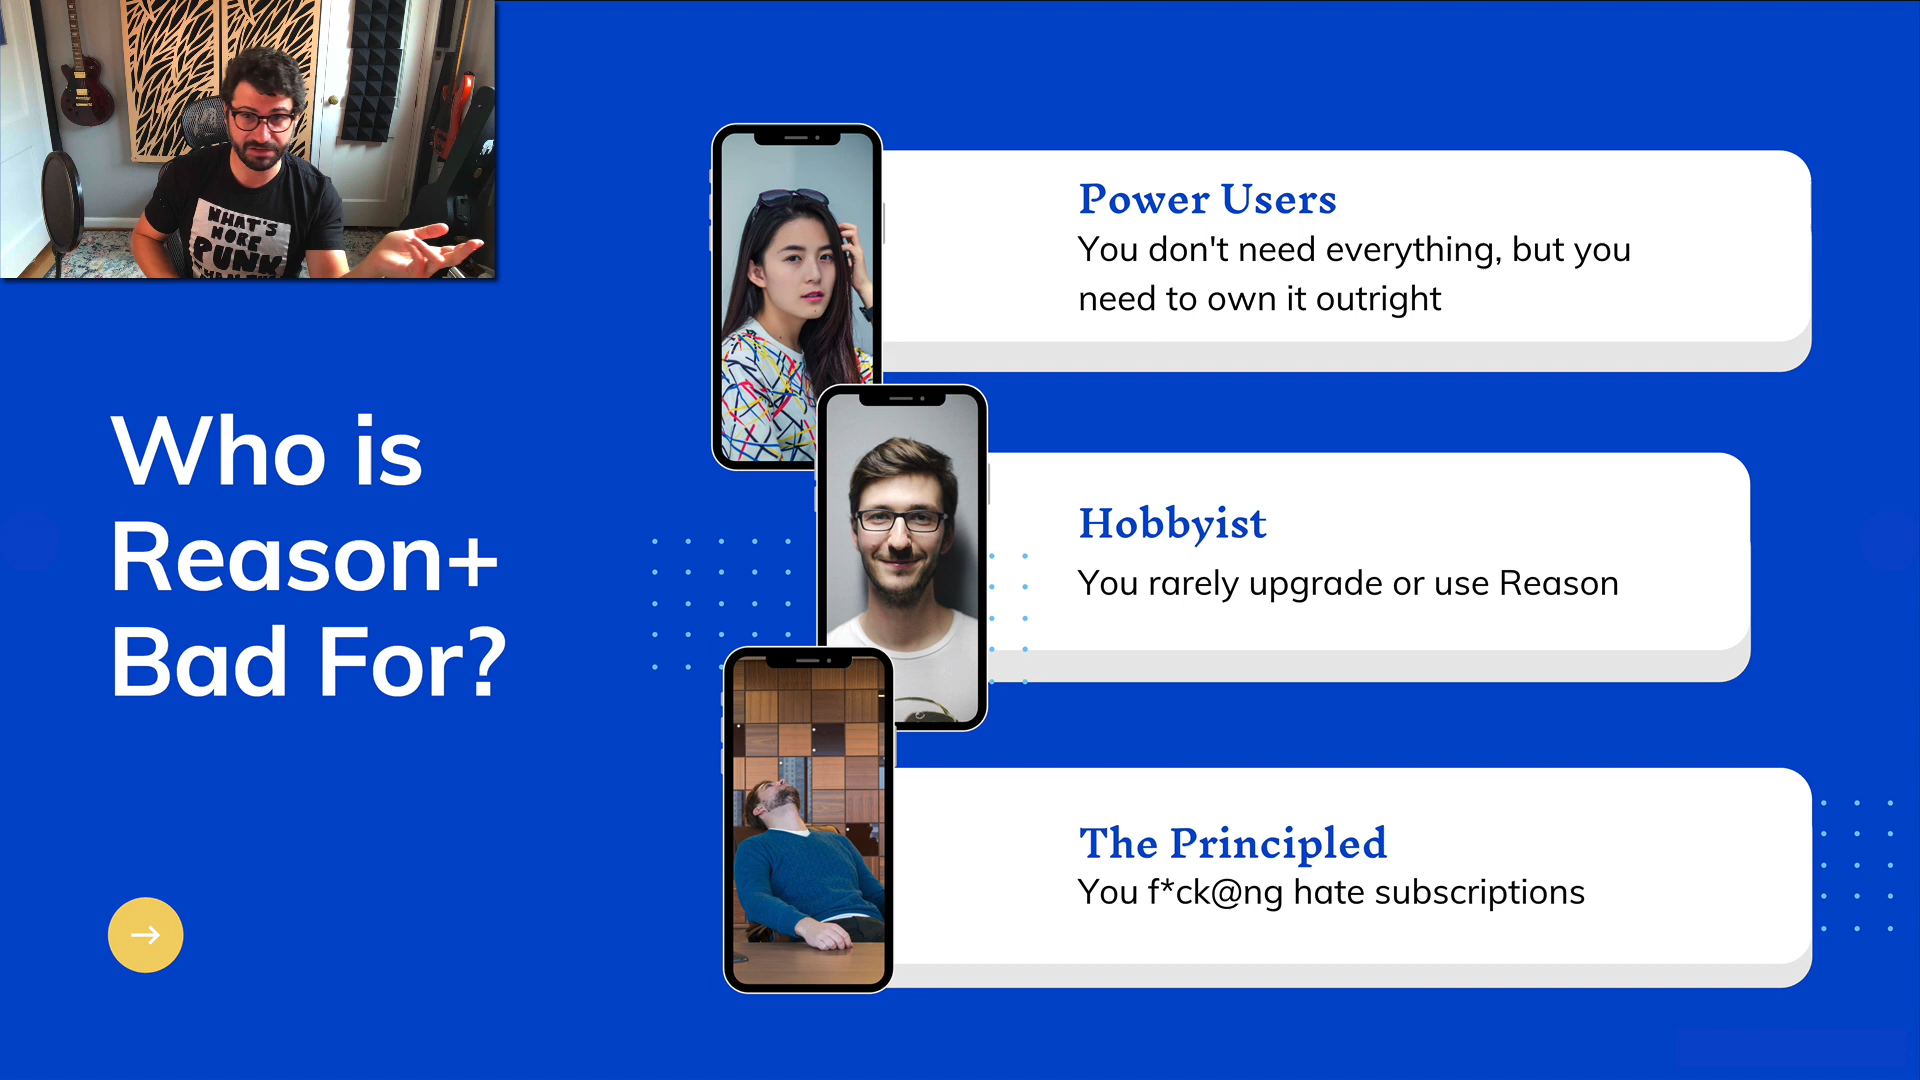 WHAT'S
MORE
PUNK
Who is
Reason+
Bad For?
Power Users
You don't need everything, but you
need to own it outright
Hobbyist
You rarely upgrade or use Reason
The Principled
You f*ck@ng hate subscriptions